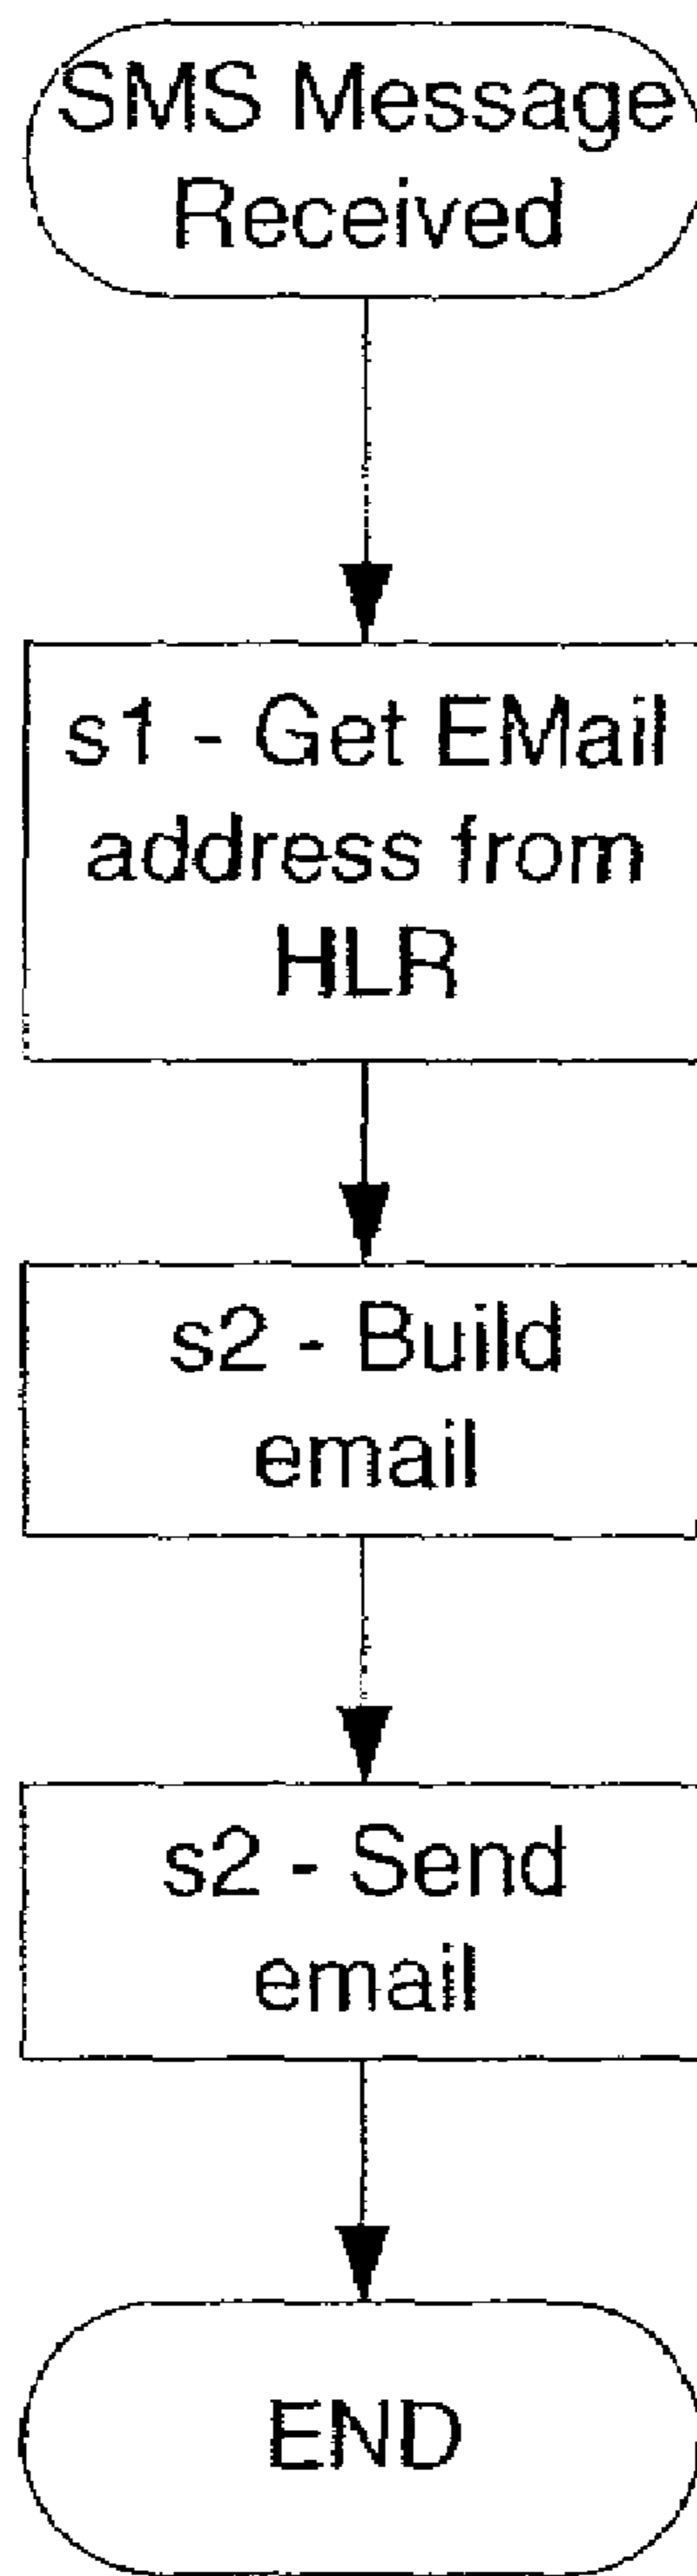 SMS Message
Received
s1 - Get EMail
address from
HLR
s2 - Build
email
s2 - Send
email
END